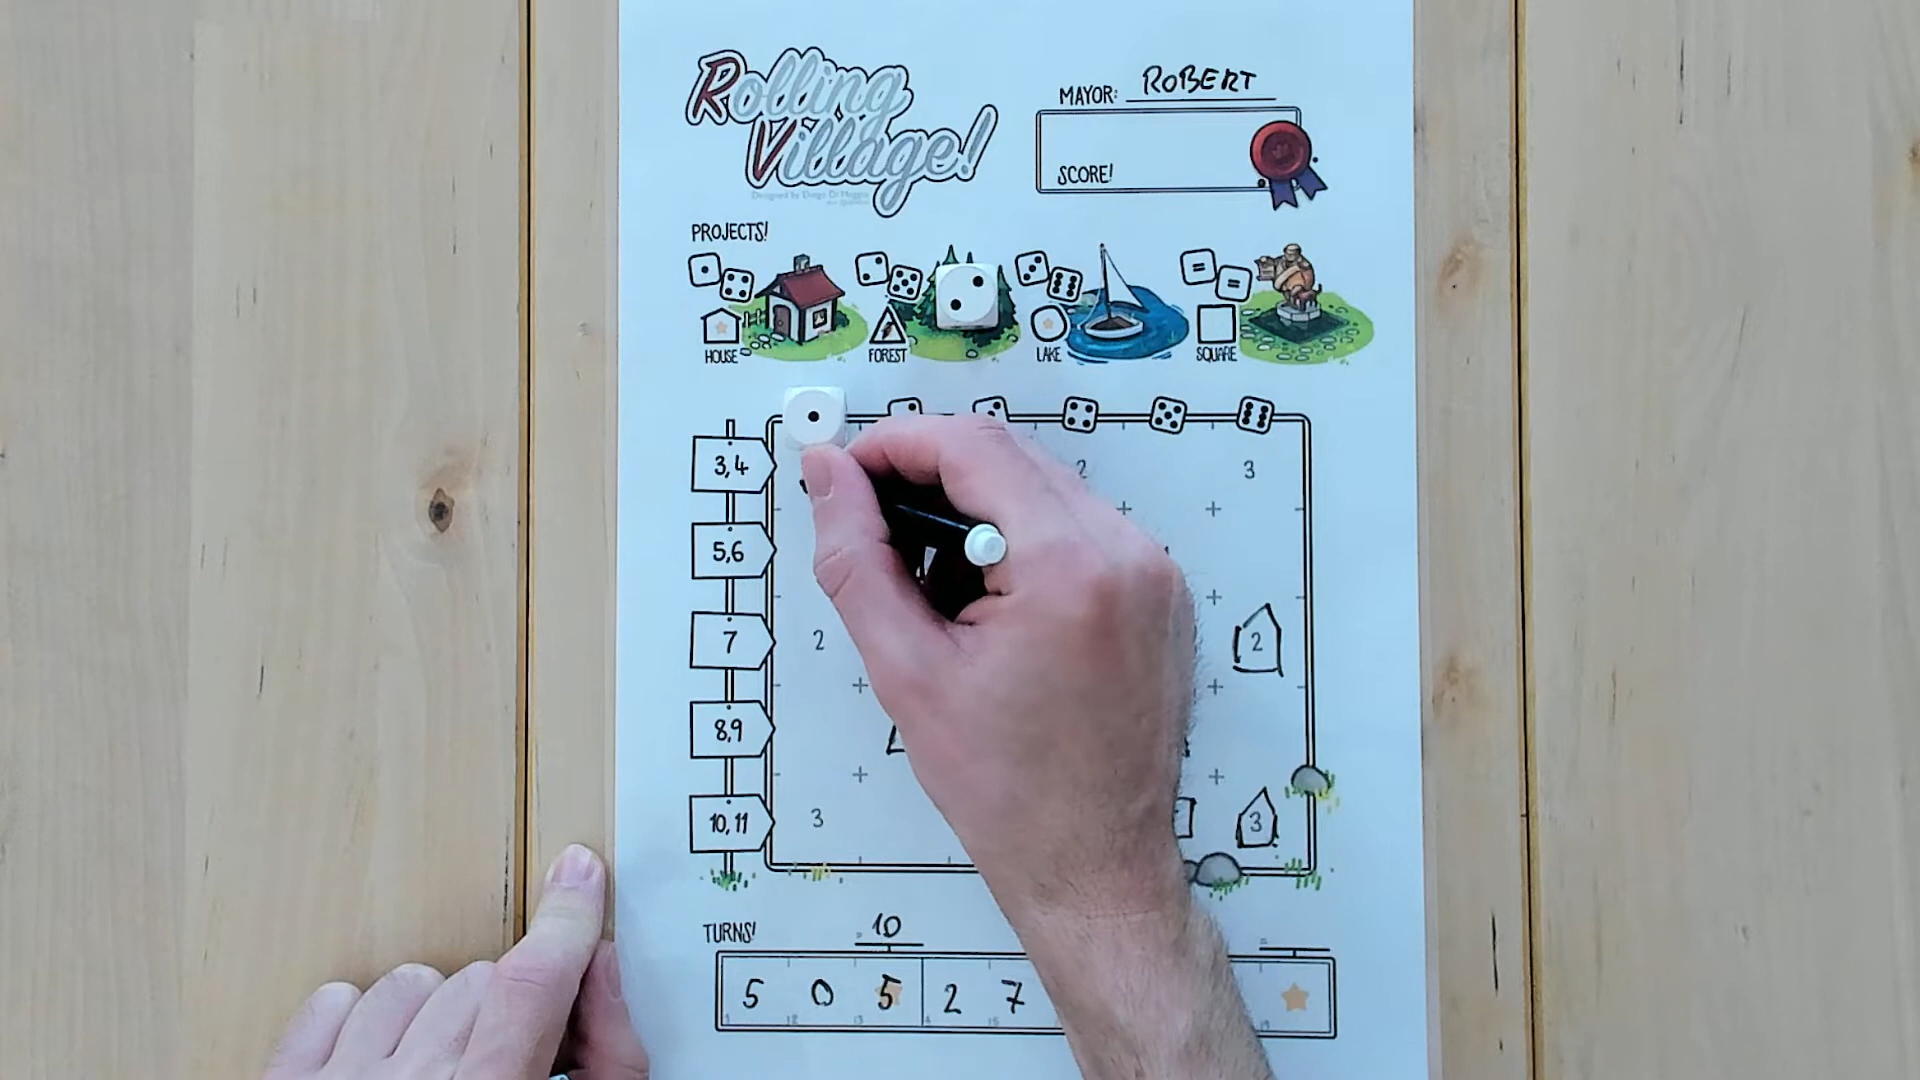 Rolling
Village!
MAYOR: ROBERT
SCORE!
PROJECTS!
HOUSE FOREST LAKE SQUARE
3,4 2 3
5,6
7 2 2
8,9
10,11 3 3
TURNS! 10
5 0 5 2 7